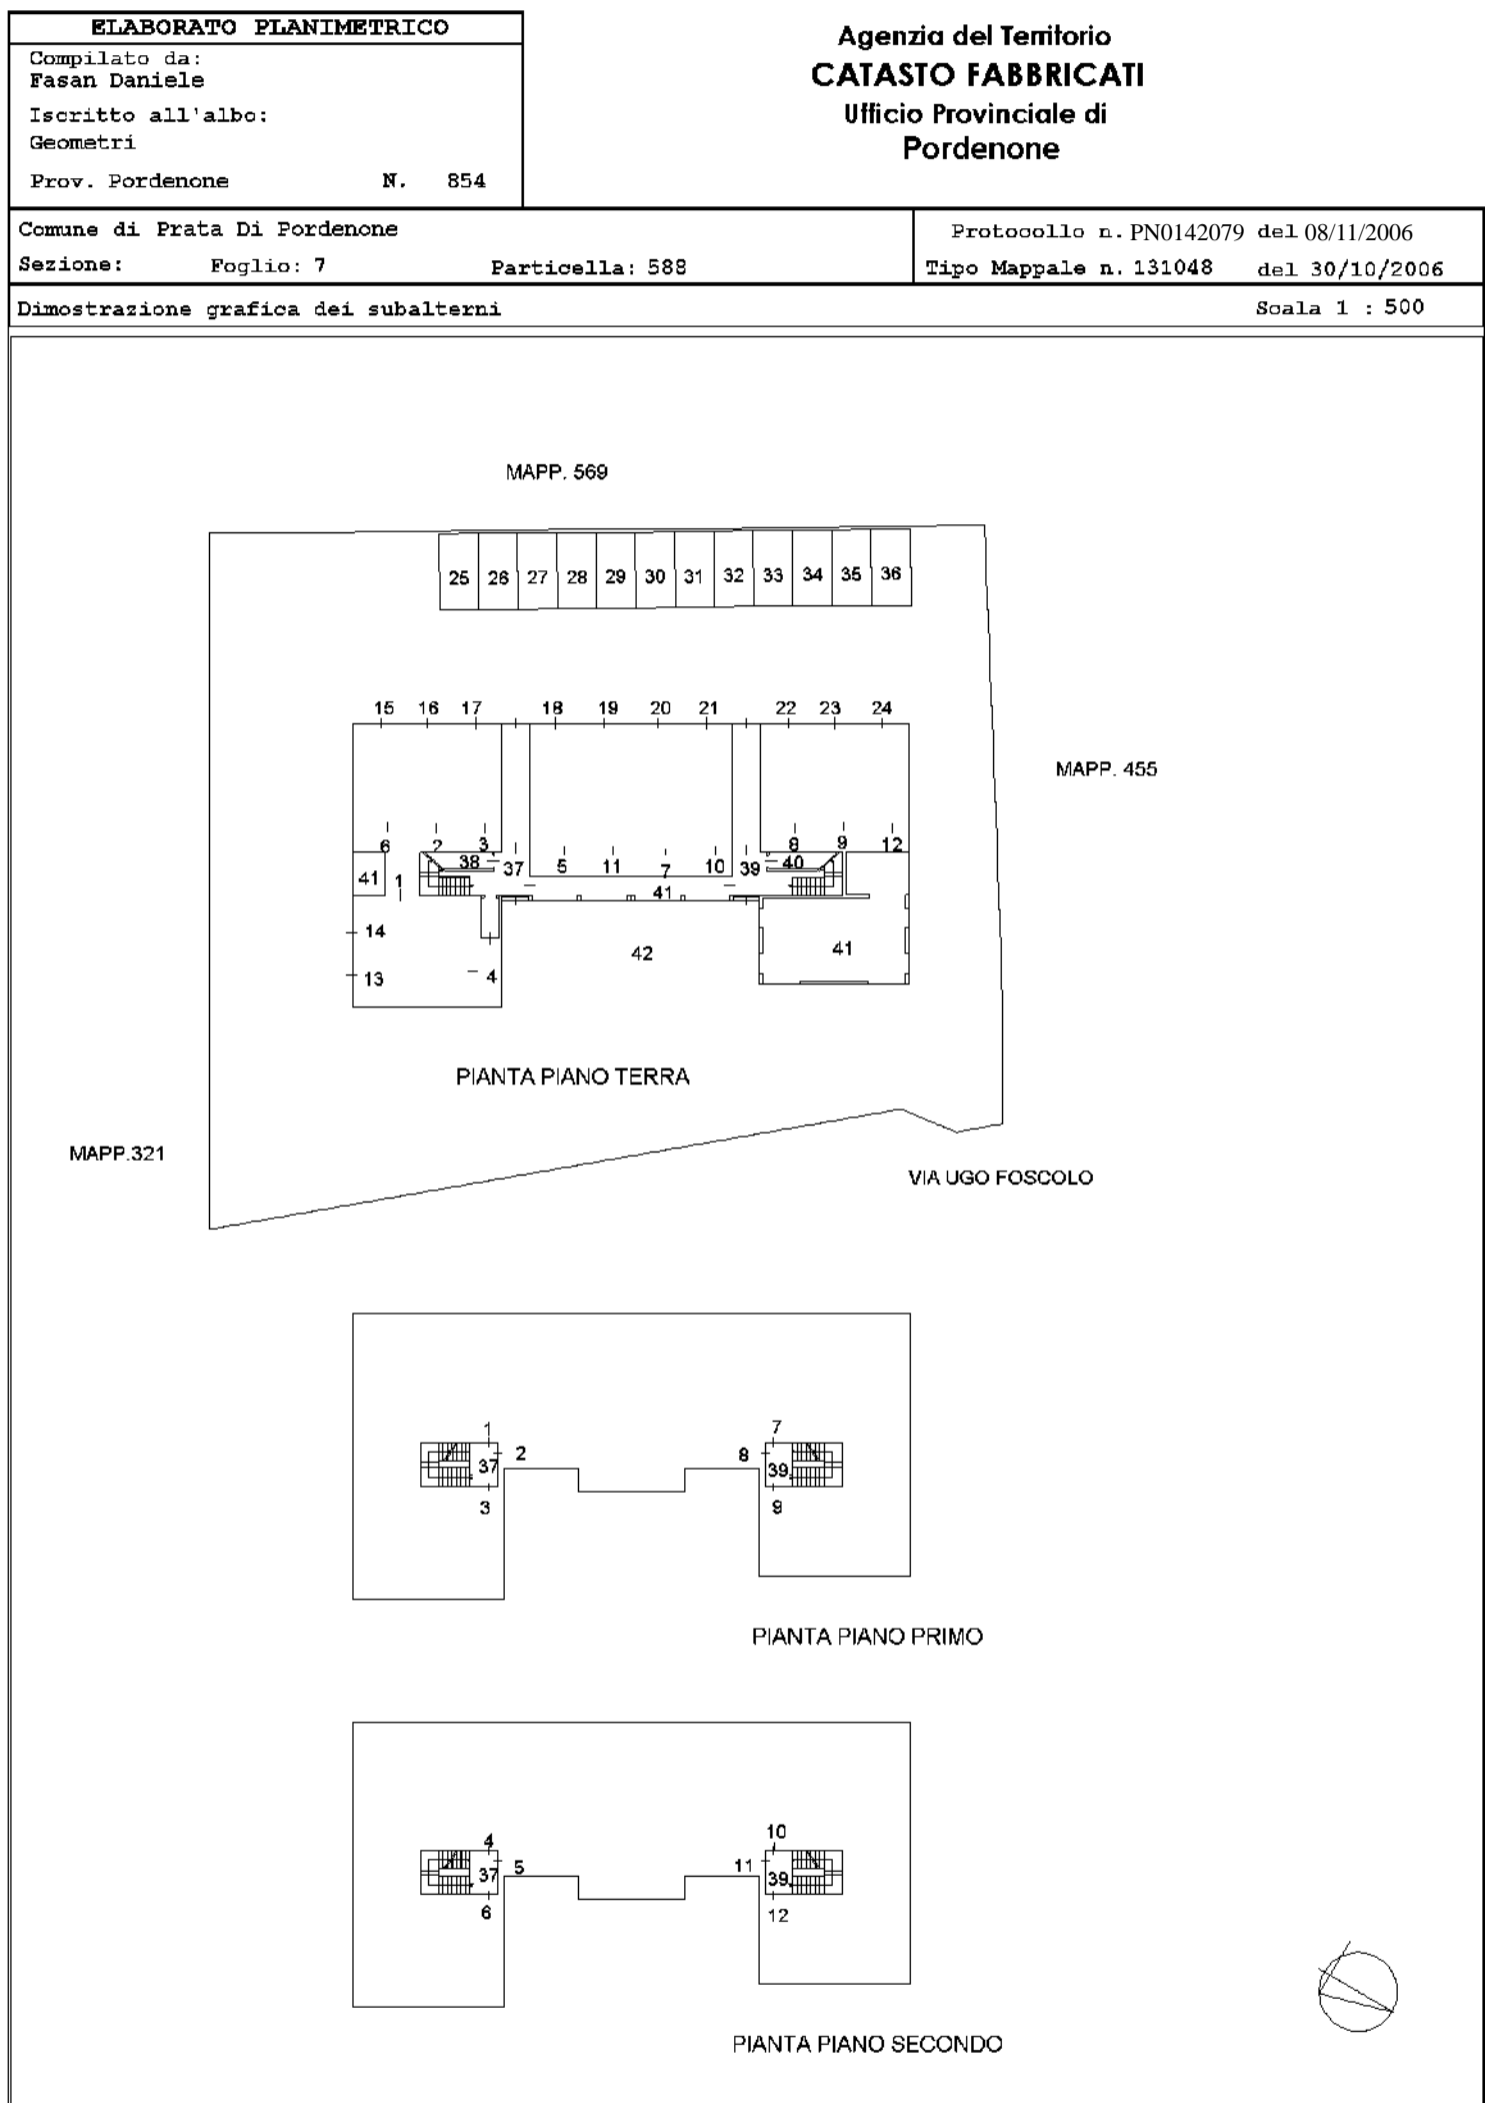 ELABORATO PLANIMETRICO
Compilato da:
Fasan Daniele
Iscritto all'albo:
Geometri
Prov. Pordenone N. 854
Agenzia del Territorio
CATASTO FABBRICATI
Ufficio Provinciale di
Pordenone
Comune di Prata Di Pordenone
Sezione: Foglio: 7 Particella: 588
Protocollo n. PN0142079 del 08/11/2006
Tipo Mappale n. 131048 del 30/10/2006
Dimostrazione grafica dei subalterni
Scala 1 : 500
MAPP. 569
25 26 27 28 29 30 31 32 33 34 35 36
15 16 17 18 19 20 21 22 23 24
MAPP. 455
6 2 3 8 9 12
38 37 5 11 7 10 39 40
41 1 41
14 42 41
13 4
PIANTA PIANO TERRA
MAPP.321
VIA UGO FOSCOLO
1 7
2 8
37 39
3 9
PIANTA PIANO PRIMO
4 10
5 11
37 39
6 12
PIANTA PIANO SECONDO